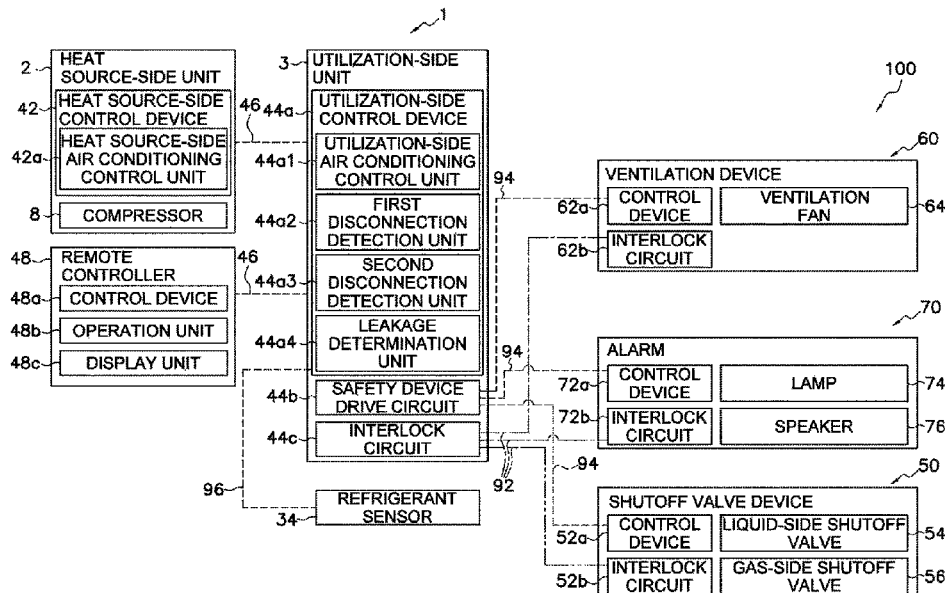 1
100
2
HEAT
SOURCE-SIDE UNIT
42
HEAT SOURCE-SIDE
CONTROL DEVICE
42a
HEAT SOURCE-SIDE
AIR CONDITIONING
CONTROL UNIT
8
COMPRESSOR
46
48
REMOTE
CONTROLLER
48a
CONTROL DEVICE
48b
OPERATION UNIT
48c
DISPLAY UNIT
46
3
UTILIZATION-SIDE
UNIT
44a
UTILIZATION-SIDE
CONTROL DEVICE
44a1
UTILIZATION-SIDE
AIR CONDITIONING
CONTROL UNIT
44a2
FIRST
DISCONNECTION
DETECTION UNIT
44a3
SECOND
DISCONNECTION
DETECTION UNIT
44a4
LEAKAGE
DETERMINATION
UNIT
44b
SAFETY DEVICE
DRIVE CIRCUIT
44c
INTERLOCK
CIRCUIT
96
34
REFRIGERANT
SENSOR
94
94
94
92
60
VENTILATION DEVICE
62a
CONTROL
DEVICE
VENTILATION
FAN
64
62b
INTERLOCK
CIRCUIT
70
ALARM
72a
CONTROL
DEVICE
LAMP
74
72b
INTERLOCK
CIRCUIT
SPEAKER
76
50
SHUTOFF VALVE DEVICE
52a
CONTROL
DEVICE
LIQUID-SIDE SHUTOFF
VALVE
54
52b
INTERLOCK
CIRCUIT
GAS-SIDE SHUTOFF
VALVE
56